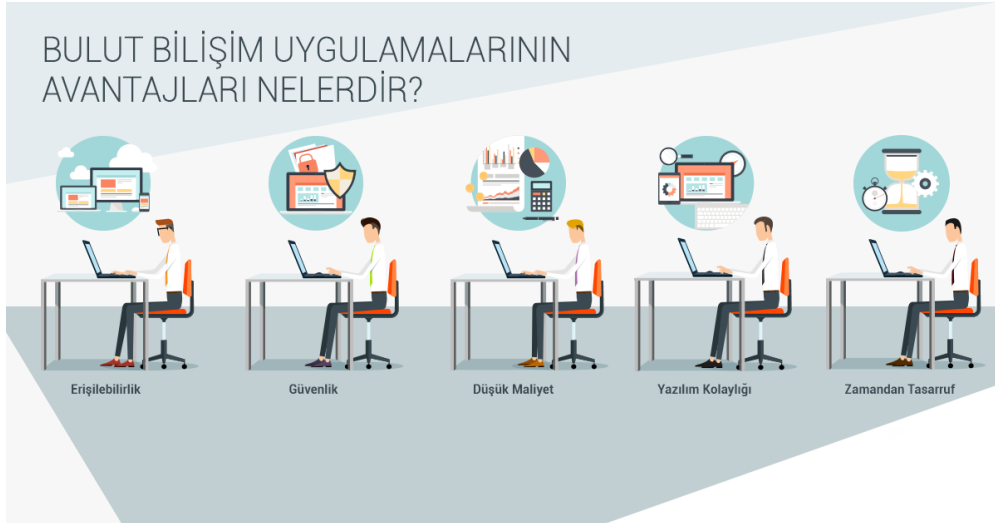 BULUT BİLİŞİM UYGULAMALARININ
AVANTAJLARI NELERDİR?
Erişilebilirlik
Güvenlik
Düşük Maliyet
Yazılım Kolaylığı
Zamandan Tasarruf